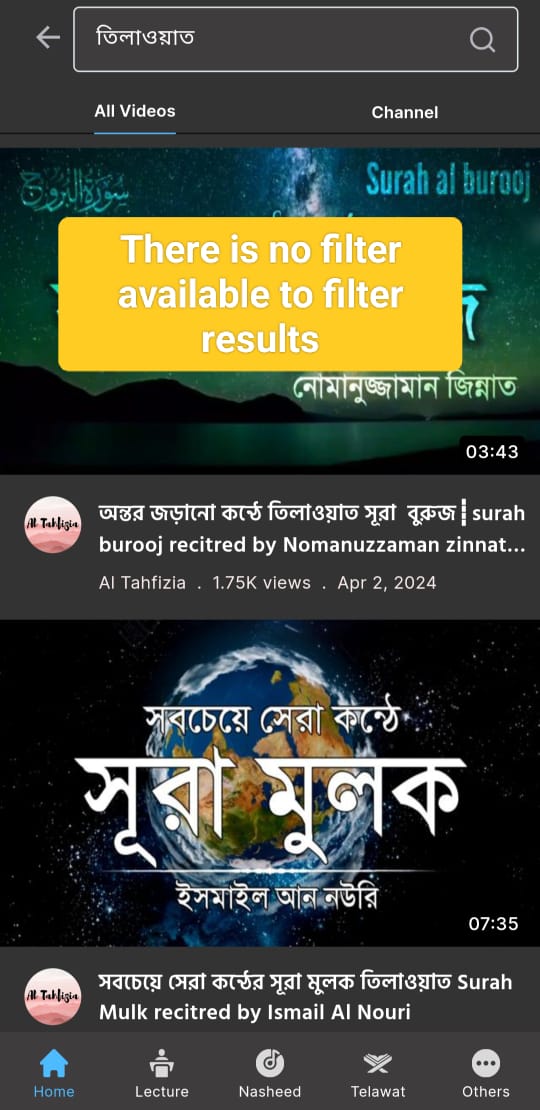 তিলাওয়াত
All Videos
Channel
سورة البروج
Surah al burooj
There is no filter
available to filter
results
নোমানুজ্জামান জিন্নাত
03:43
Al Tahfizia
অন্তর জড়ানো কন্ঠে তিলাওয়াত সূরা বুরুজ┇surah
burooj recitred by Nomanuzzaman zinnat...
Al Tahfizia . 1.75K views . Apr 2, 2024
সবচেয়ে সেরা কন্ঠে
সূরা মুলক
ইসমাইল আন নউরি
07:35
Al Tahfizia
সবচেয়ে সেরা কন্ঠের সূরা মুলক তিলাওয়াত Surah
Mulk recitred by Ismail Al Nouri
Home
Lecture
Nasheed
Telawat
Others